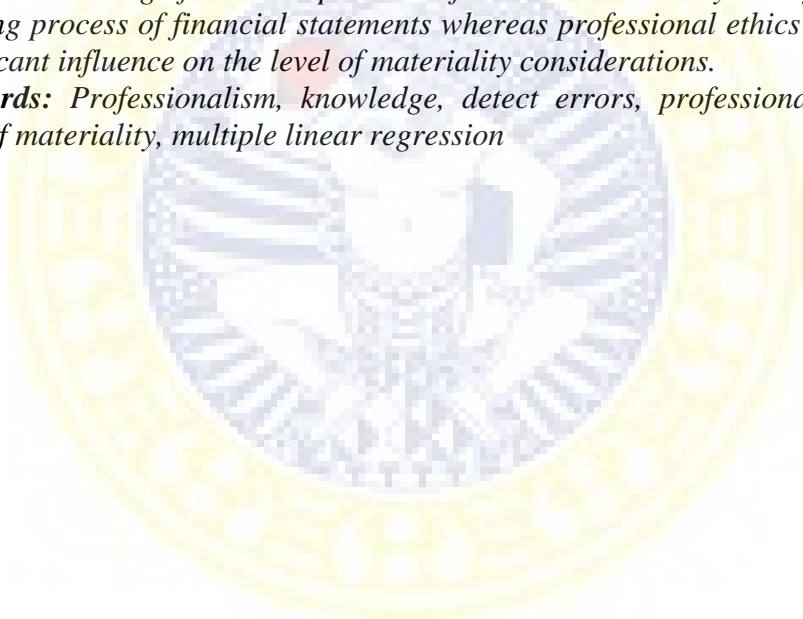 ng process of financial statements whereas professional ethics
cant influence on the level of materiality considerations.
rds: Professionalism, knowledge, detect errors, professiona
f materiality, multiple linear regression